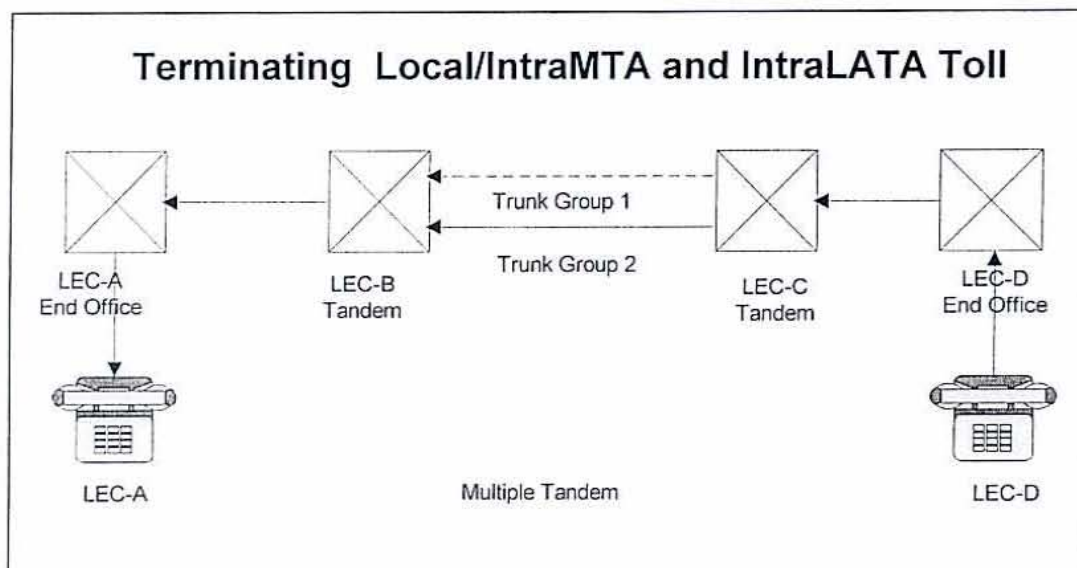 Terminating Local/IntraMTA and IntraLATA Toll
Trunk Group 1
Trunk Group 2
LEC-A
End Office
LEC-B
Tandem
LEC-C
Tandem
LEC-D
End Office
LEC-A
Multiple Tandem
LEC-D